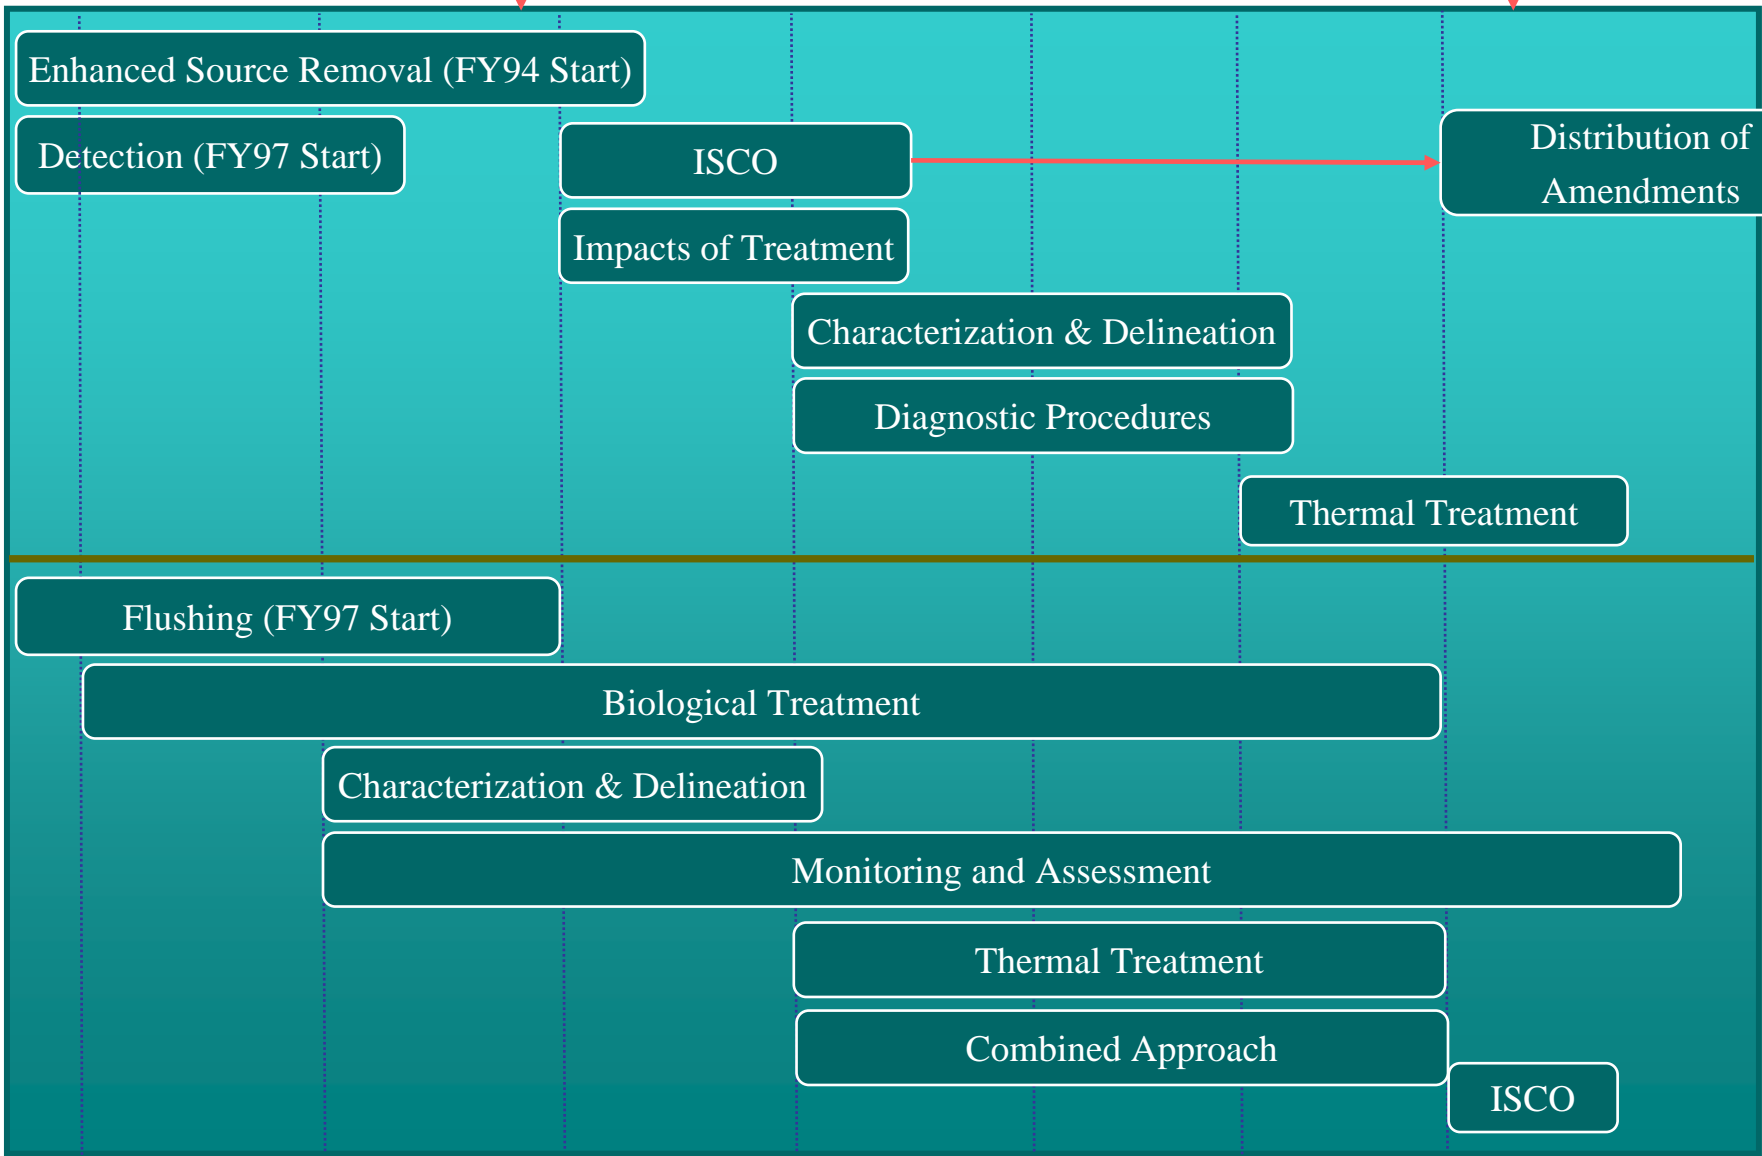 Enhanced Source Removal (FY94 Start)
Detection (FY97 Start)
ISCO
Distribution of
Amendments
Impacts of Treatment
Characterization & Delineation
Diagnostic Procedures
Thermal Treatment
Flushing (FY97 Start)
Biological Treatment
Characterization & Delineation
Monitoring and Assessment
Thermal Treatment
Combined Approach
ISCO